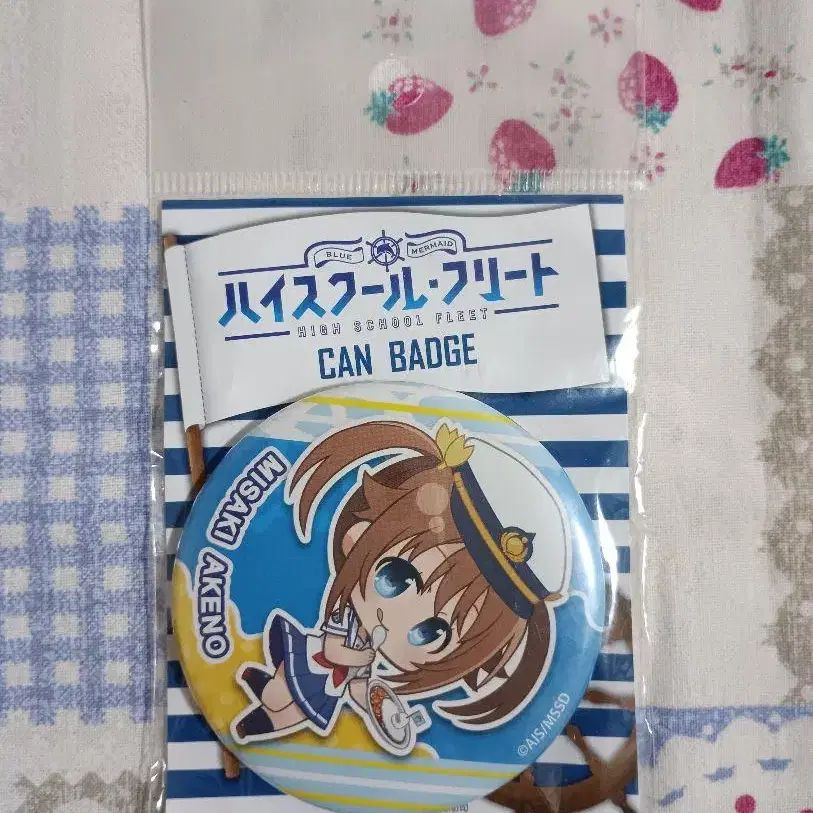 BLUE MERMAID
ハイスクール・フリート
HIGH SCHOOL FLEET
CAN BADGE
MISAKI AKENO
©AIS/MSSD